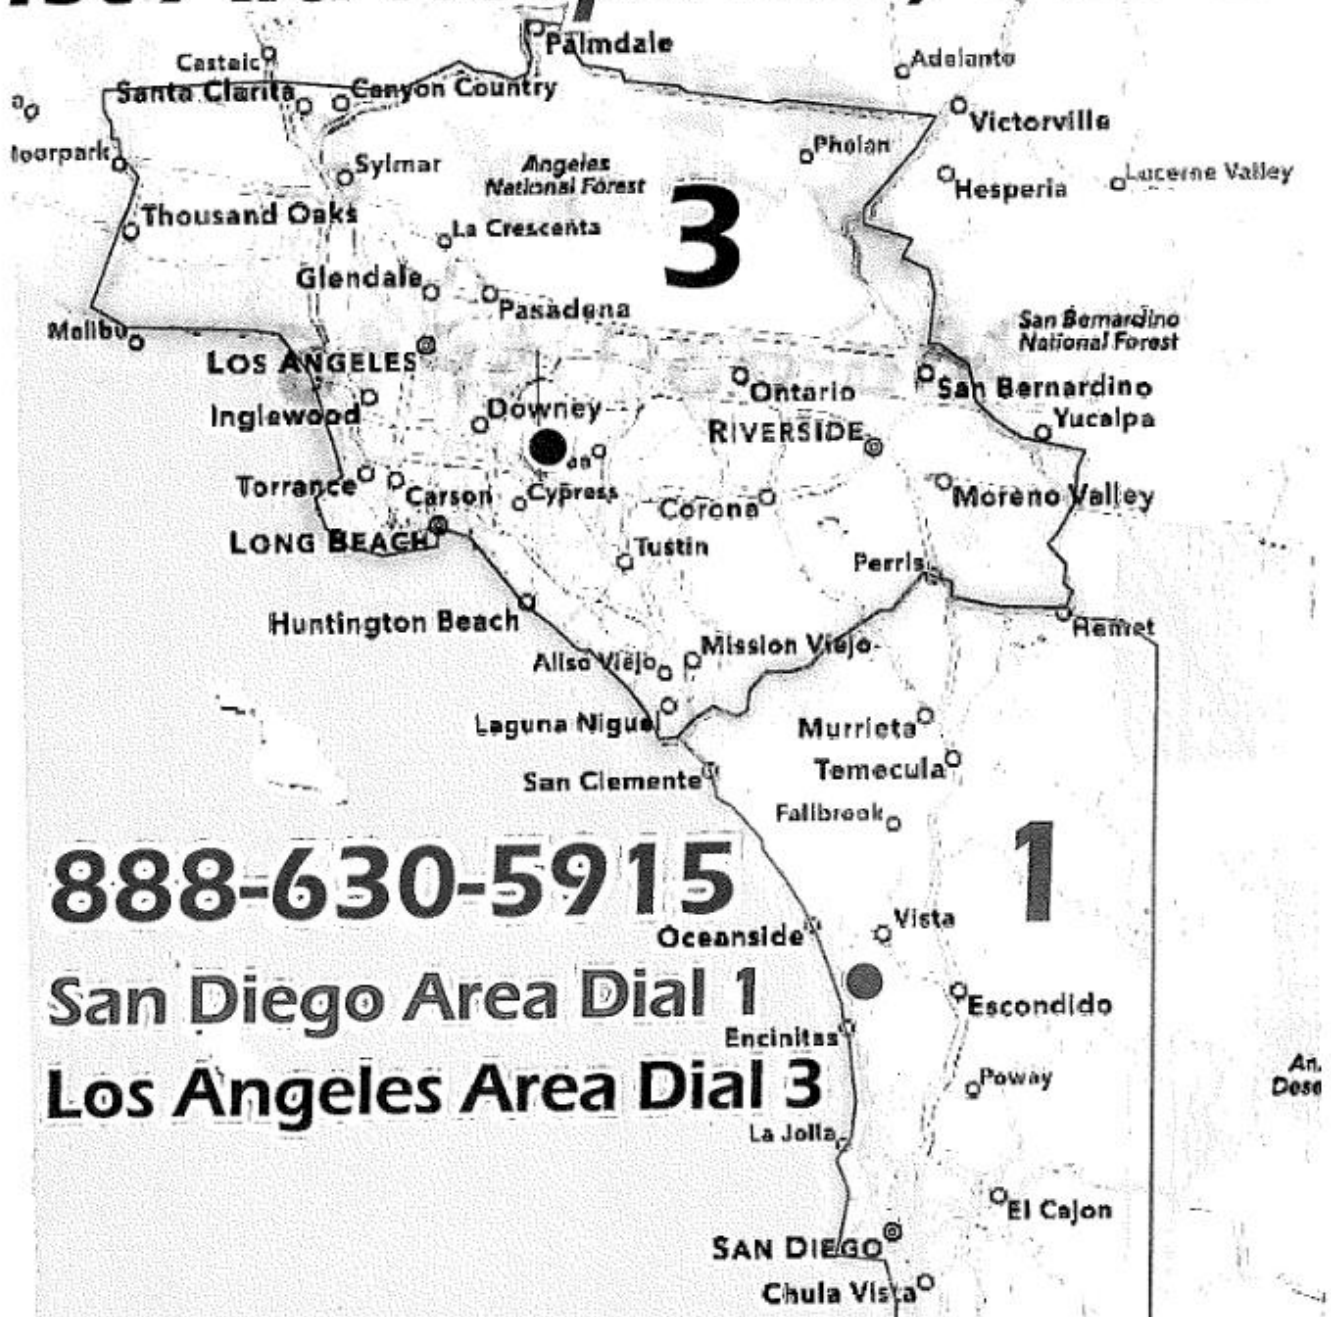 Palmdale
Castaic
Adelanto
Santa Clarita
Canyon Country
Victorville
Phelan
Sylmar
Angeles
National Forest
Hesperia
Lucerne Valley
Thousand Oaks
La Crescenta
3
Glendale
Pasadena
Malibu
San Bernardino
National Forest
LOS ANGELES
Ontario
San Bernardino
Inglewood
Downey
RIVERSIDE
Yucaipa
Torrance
Carson
Cypress
Corona
Moreno Valley
LONG BEACH
Tustin
Perris
Huntington Beach
Hemet
Aliso Viejo
Mission Viejo
Laguna Niguel
Murrieta
San Clemente
Temecula
Fallbrook
1
888-630-5915
Oceanside
Vista
San Diego Area Dial 1
Escondido
Encinitas
Los Angeles Area Dial 3
Poway
La Jolla
El Cajon
SAN DIEGO
Chula Vista